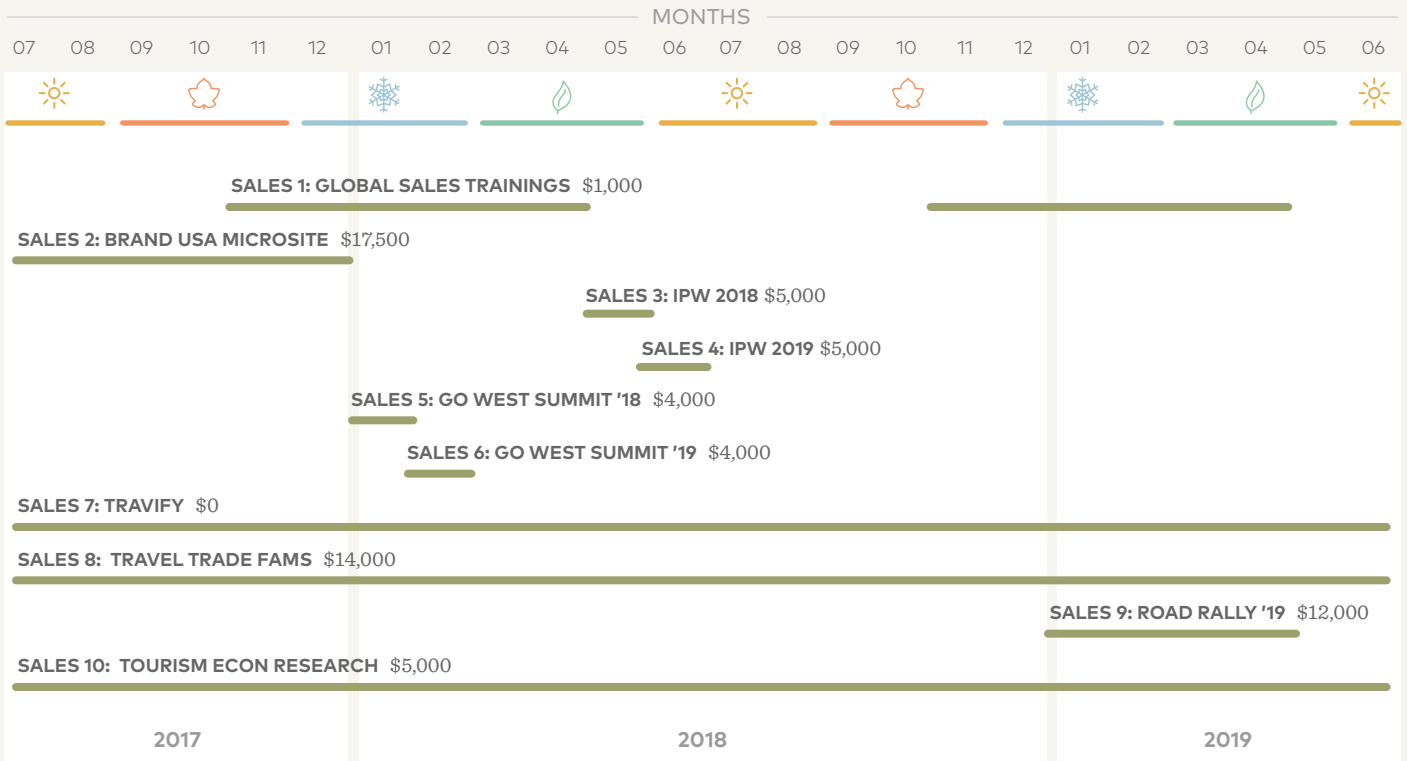 MONTHS
07 08 09 10 11 12 01 02 03 04 05 06 07 08 09 10 11 12 01 02 03 04 05 06
SALES 1: GLOBAL SALES TRAININGS $1,000
SALES 2: BRAND USA MICROSITE $17,500
SALES 3: IPW 2018 $5,000
SALES 4: IPW 2019 $5,000
SALES 5: GO WEST SUMMIT '18 $4,000
SALES 6: GO WEST SUMMIT '19 $4,000
SALES 7: TRAVIFY $0
SALES 8: TRAVEL TRADE FAMS $14,000
SALES 9: ROAD RALLY '19 $12,000
SALES 10: TOURISM ECON RESEARCH $5,000
2017 2018 2019